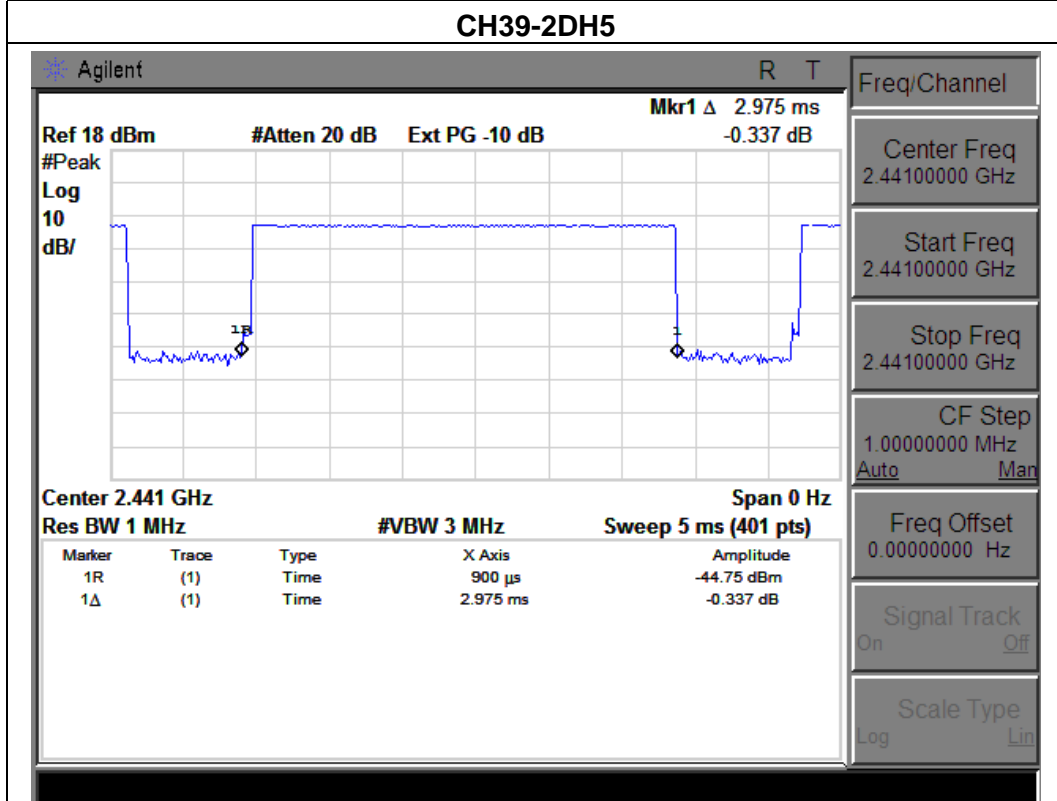 CH39-2DH5
Agilent R T
Mkr1 Δ 2.975 ms
Ref 18 dBm #Atten 20 dB Ext PG -10 dB -0.337 dB
#Peak
Log
10
dB/
1R
1
Center 2.441 GHz Span 0 Hz
Res BW 1 MHz #VBW 3 MHz Sweep 5 ms (401 pts)
Marker Trace Type X Axis Amplitude
1R (1) Time 900 µs -44.75 dBm
1Δ (1) Time 2.975 ms -0.337 dB
Freq/Channel
Center Freq
2.44100000 GHz
Start Freq
2.44100000 GHz
Stop Freq
2.44100000 GHz
CF Step
1.00000000 MHz
Auto Man
Freq Offset
0.00000000 Hz
Signal Track
On Off
Scale Type
Log Lin